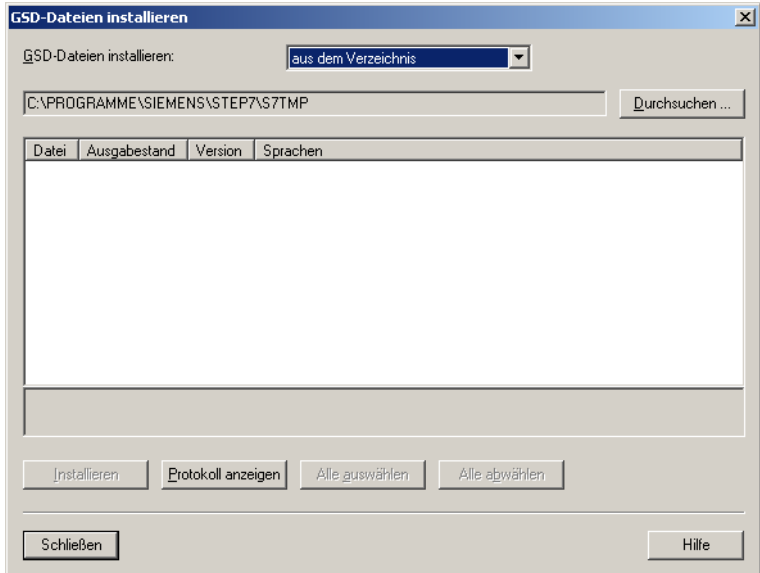 GSD-Dateien installieren
GSD-Dateien installieren: aus dem Verzeichnis
C:\PROGRAMME\SIEMENS\STEP7\S7TMP Durchsuchen ...
Datei Ausgabestand Version Sprachen
Installieren Protokoll anzeigen Alle auswählen Alle abwählen
Schließen Hilfe